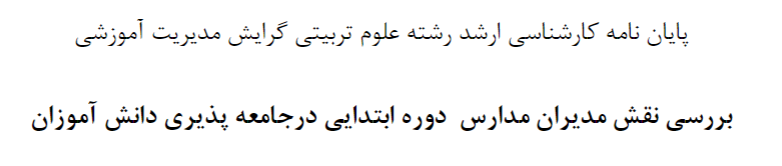 پایان نامه کارشناسی ارشد رشته علوم تربیتی گرایش مدیریت آموزشی
بررسی نقش مدیران مدارس دوره ابتدایی درجامعه پذیری دانش آموزان